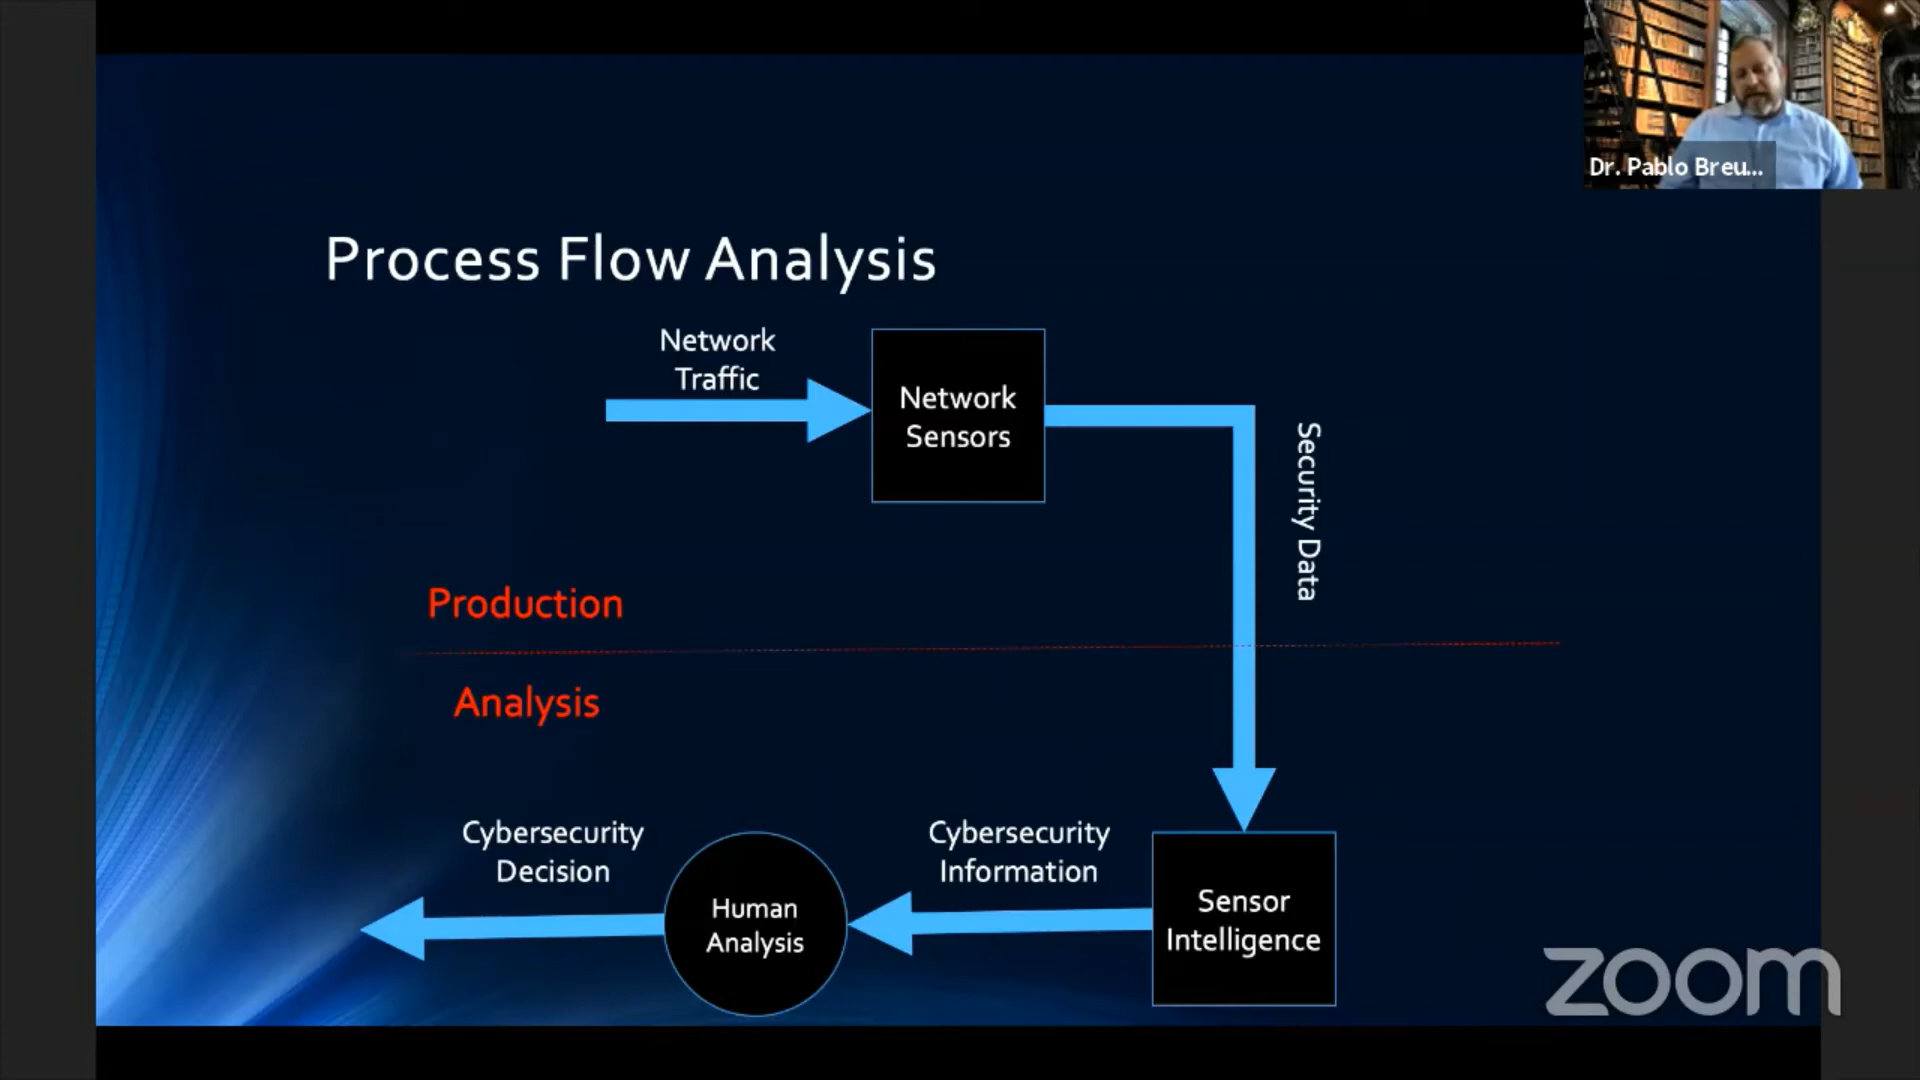 Dr. Pablo Breu...
Process Flow Analysis
Network
Traffic
Network
Sensors
Security Data
Production
Analysis
Cybersecurity
Decision
Human
Analysis
Cybersecurity
Information
Sensor
Intelligence
zoom